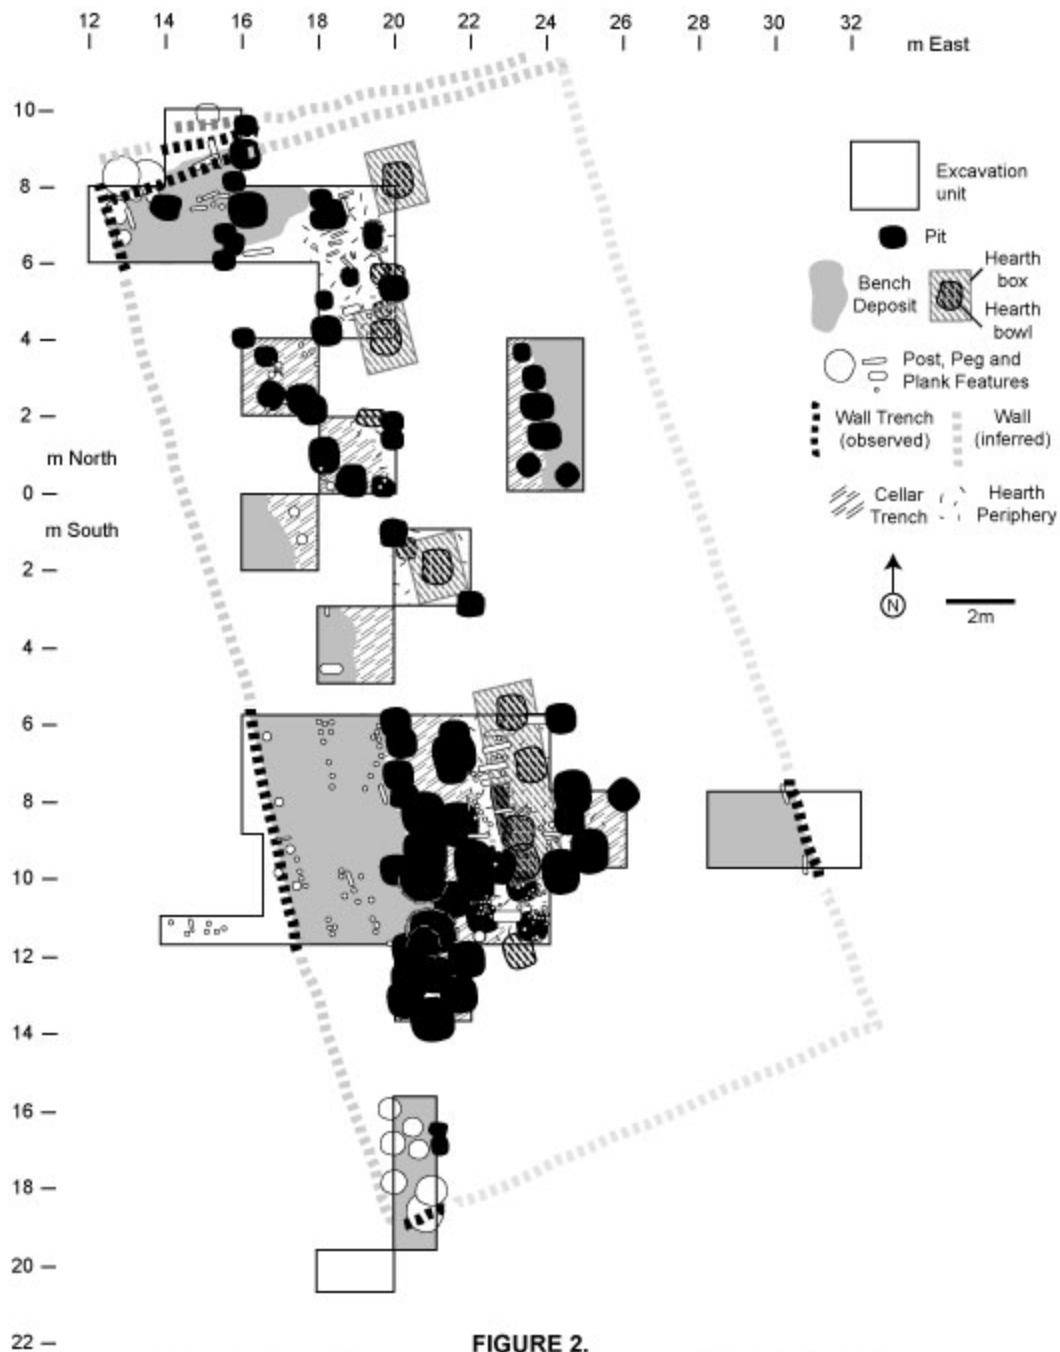 12 14 16 18 20 22 24 26 28 30 32
m East
10
8
6
4
2
m North
0
m South
2
4
6
8
10
12
14
16
18
20
22
Excavation
unit
Pit
Bench
Deposit
Hearth
box
Hearth
bowl
Post, Peg and
Plank Features
Wall Trench
(observed)
Wall
(inferred)
Cellar
Trench
Hearth
Periphery
N
2m
FIGURE 2.